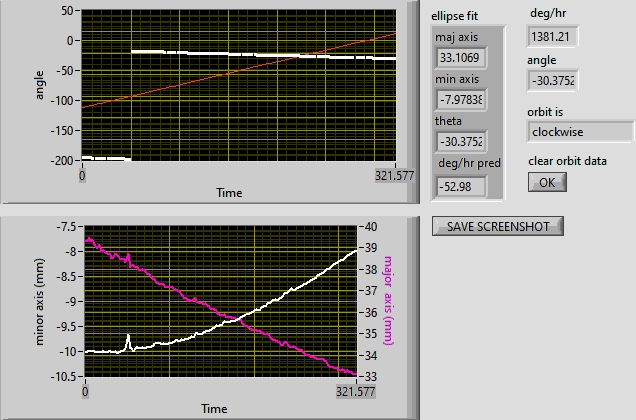 50
0
-50
-100
-150
-200
angle
0
321.577
Time
ellipse fit
maj axis
33.1069
min axis
-7.97838
theta
-30.3752
deg/hr pred
-52.98
deg/hr
1381.21
angle
-30.3752
orbit is
clockwise
clear orbit data
OK
SAVE SCREENSHOT
-7.5
-8
-8.5
-9
-9.5
-10
-10.5
minor axis (mm)
40
39
38
37
36
35
34
33
major axis (mm)
0
321.577
Time